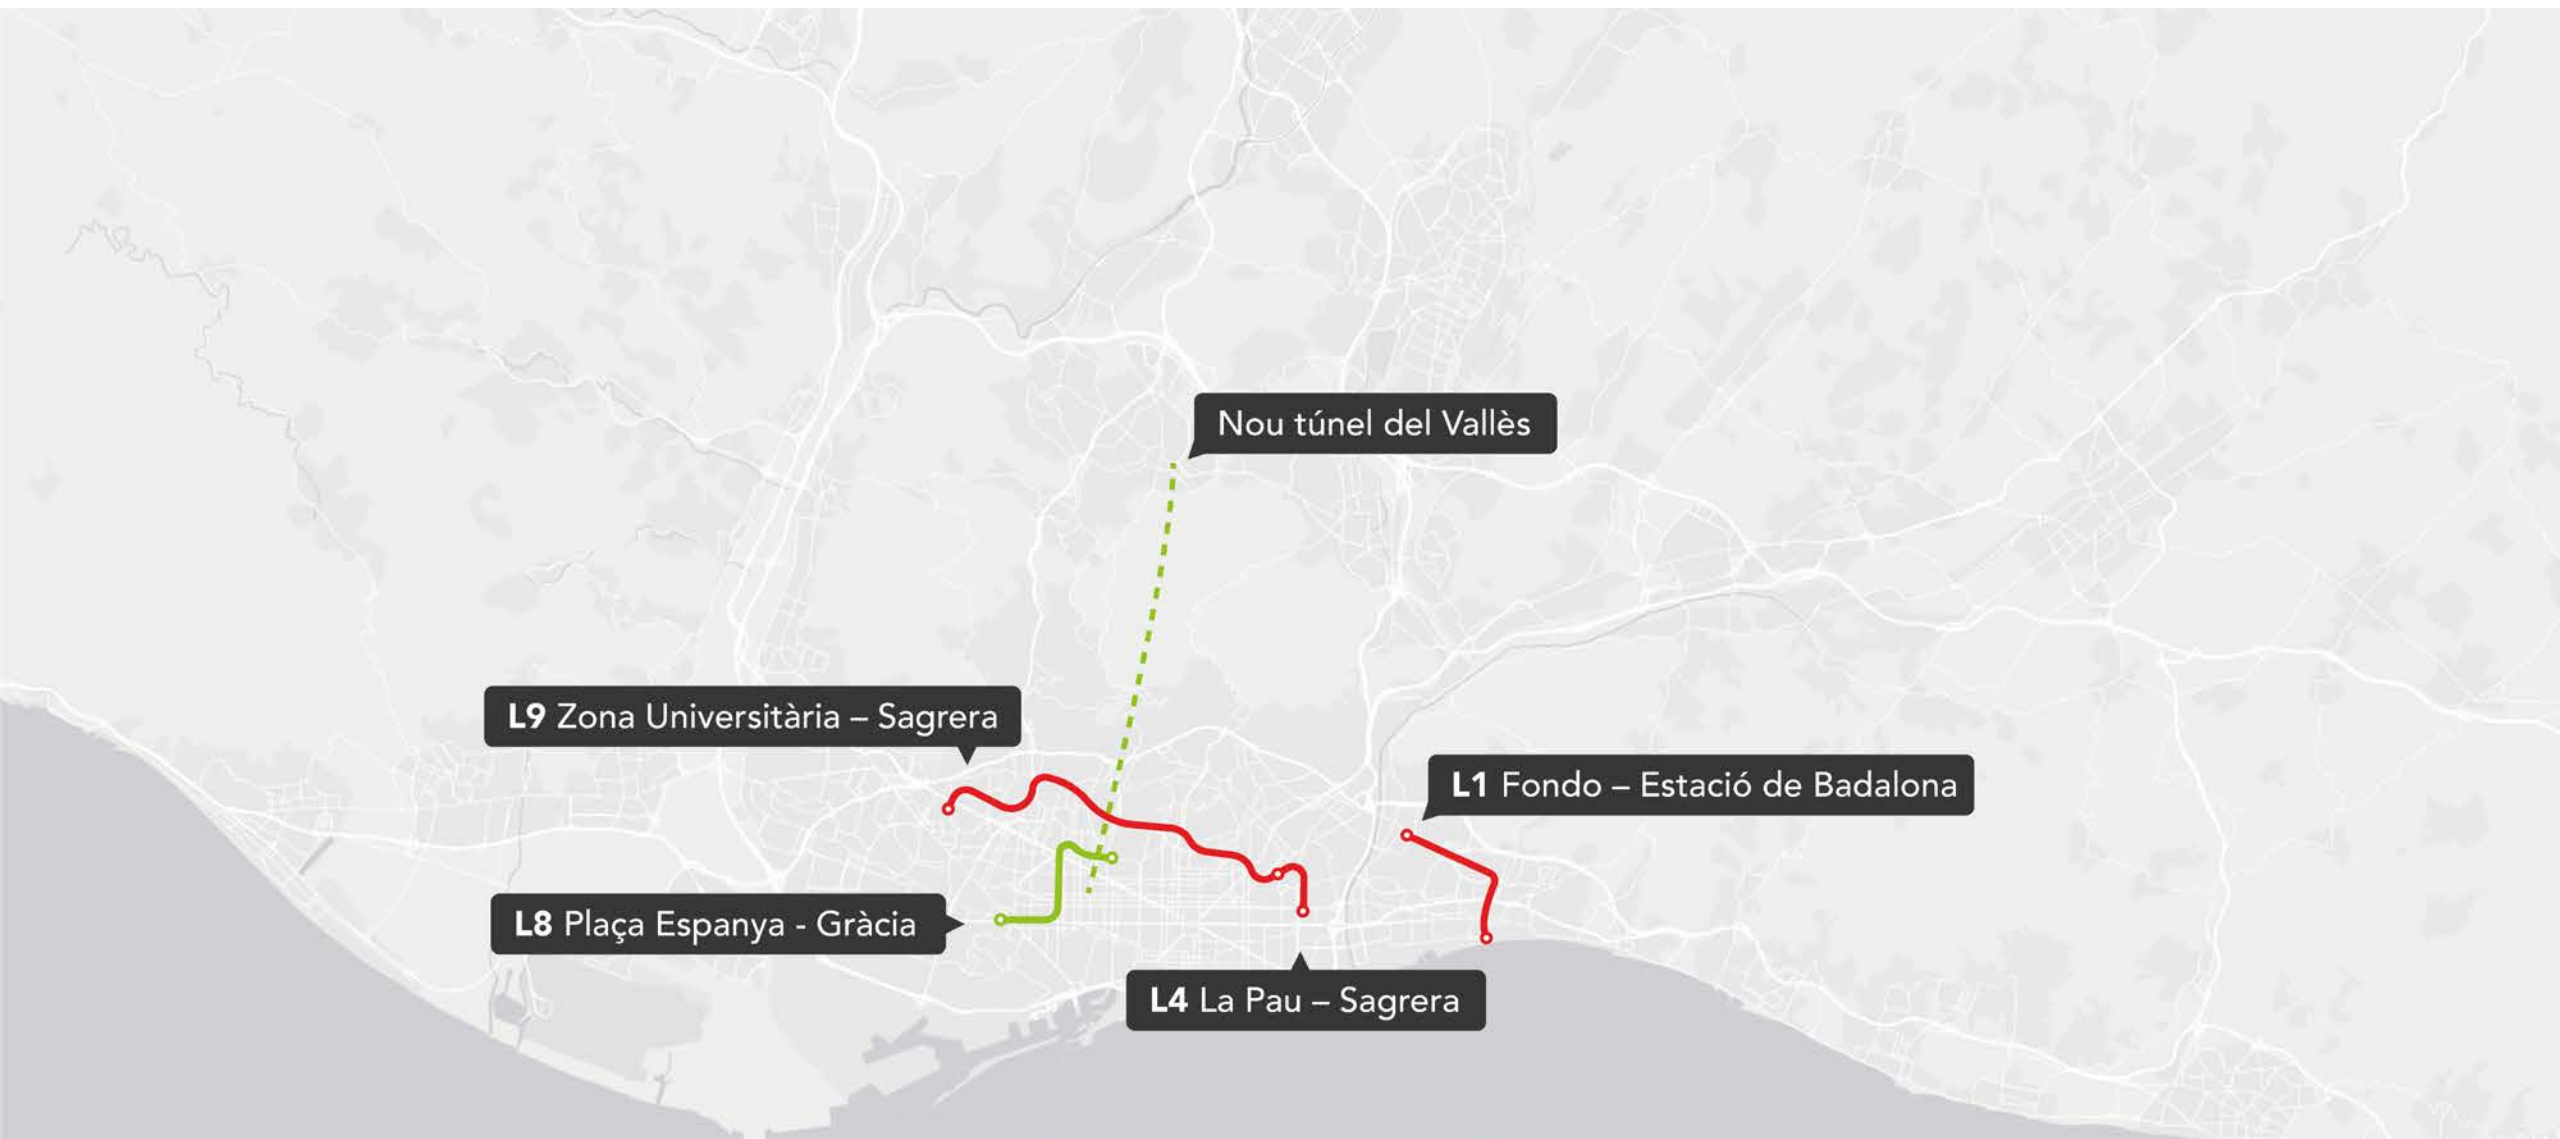 Nou túnel del Vallès
L9 Zona Universitària – Sagrera
L1 Fondo – Estació de Badalona
L8 Plaça Espanya - Gràcia
L4 La Pau – Sagrera